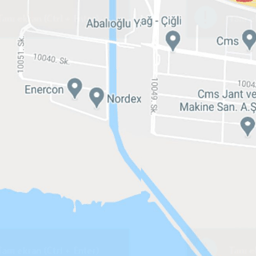 Abalıoğlu Yağ - Çiğli
Cms
10051. Sk
10040 Sk
Enercon
Nordex
10049. Sk
Cms Jant ve
Makine San. A.Ş